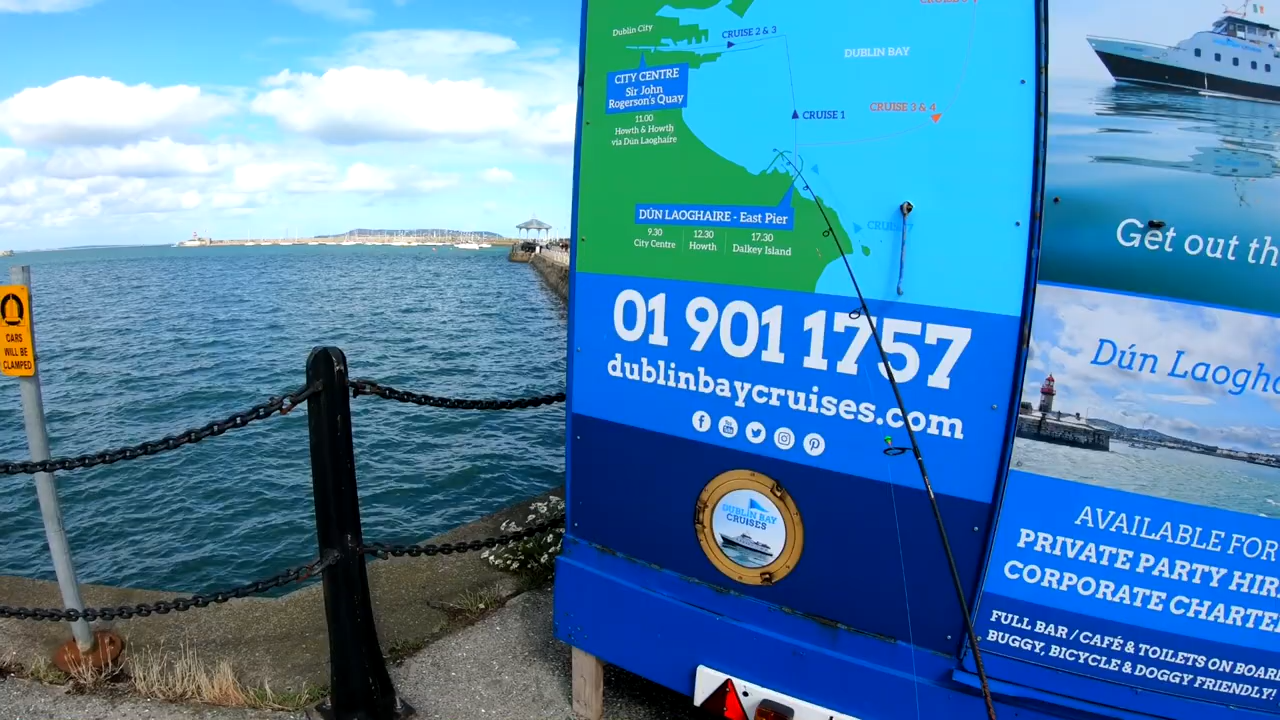 CARS
WILL BE
CLAMPED
Dublin City
CRUISE 2 & 3
DUBLIN BAY
CITY CENTRE
Sir John
Rogerson's Quay
11.00
Howth & Howth
via Dún Laoghaire
CRUISE 1
CRUISE 3 & 4
DÚN LAOGHAIRE - East Pier
9.30
City Centre
12.30
Howth
17.30
Dalkey Island
01 901 1757
dublinbaycruises.com
DUBLIN BAY
CRUISES
Get out th
Dún Laogha
AVAILABLE FOR
PRIVATE PARTY HIR
CORPORATE CHARTE
FULL BAR / CAFÉ & TOILETS ON BOAR
BUGGY, BICYCLE & DOGGY FRIENDLY!